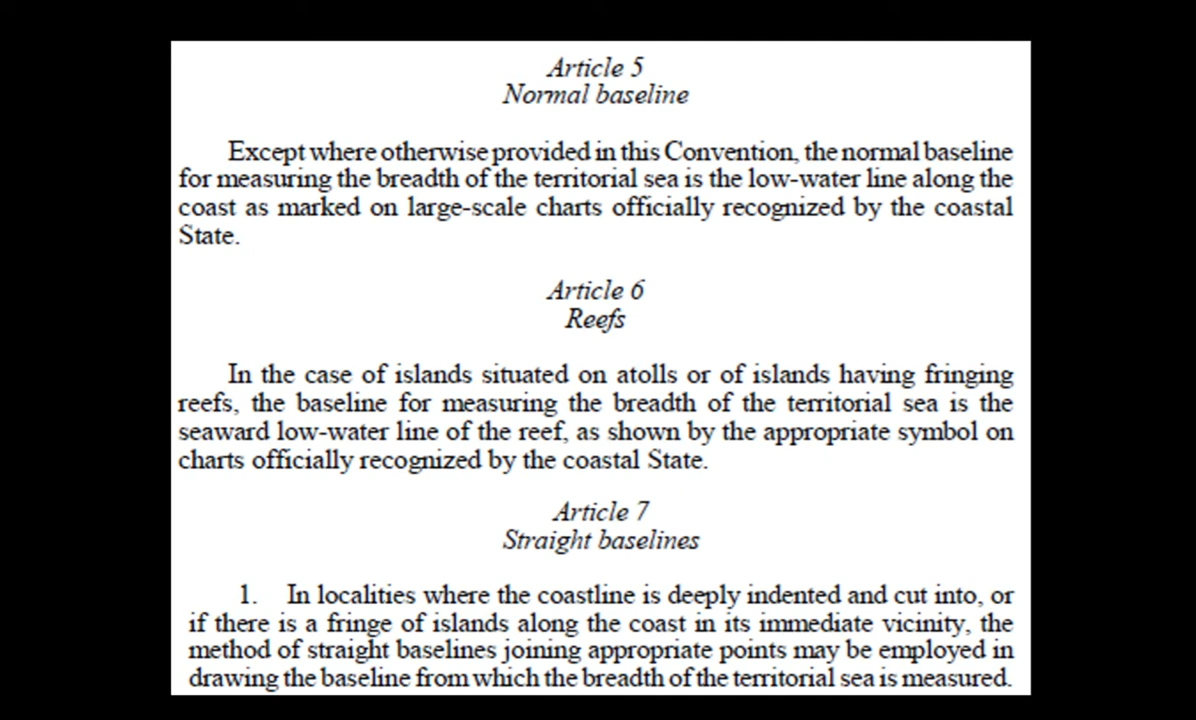 Article 5
Normal baseline
Except where otherwise provided in this Convention, the normal baseline
for measuring the breadth of the territorial sea is the low-water line along the
coast as marked on large-scale charts officially recognized by the coastal
State.
Article 6
Reefs
In the case of islands situated on atolls or of islands having fringing
reefs, the baseline for measuring the breadth of the territorial sea is the
seaward low-water line of the reef, as shown by the appropriate symbol on
charts officially recognized by the coastal State.
Article 7
Straight baselines
1. In localities where the coastline is deeply indented and cut into, or
if there is a fringe of islands along the coast in its immediate vicinity, the
method of straight baselines joining appropriate points may be employed in
drawing the baseline from which the breadth of the territorial sea is measured.